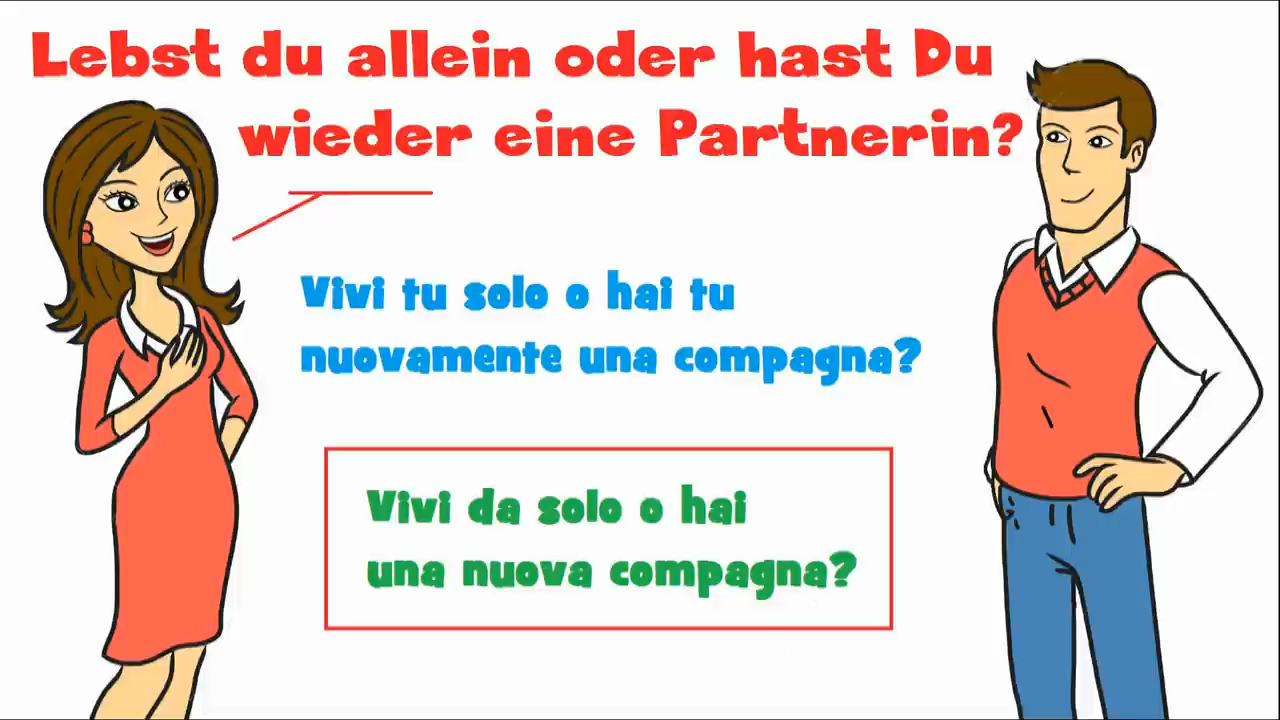 Lebst du allein oder hast Du
wieder eine Partnerin?
Vivi tu solo o hai tu
nuovamente una compagna?
Vivi da solo o hai
una nuova compagna?